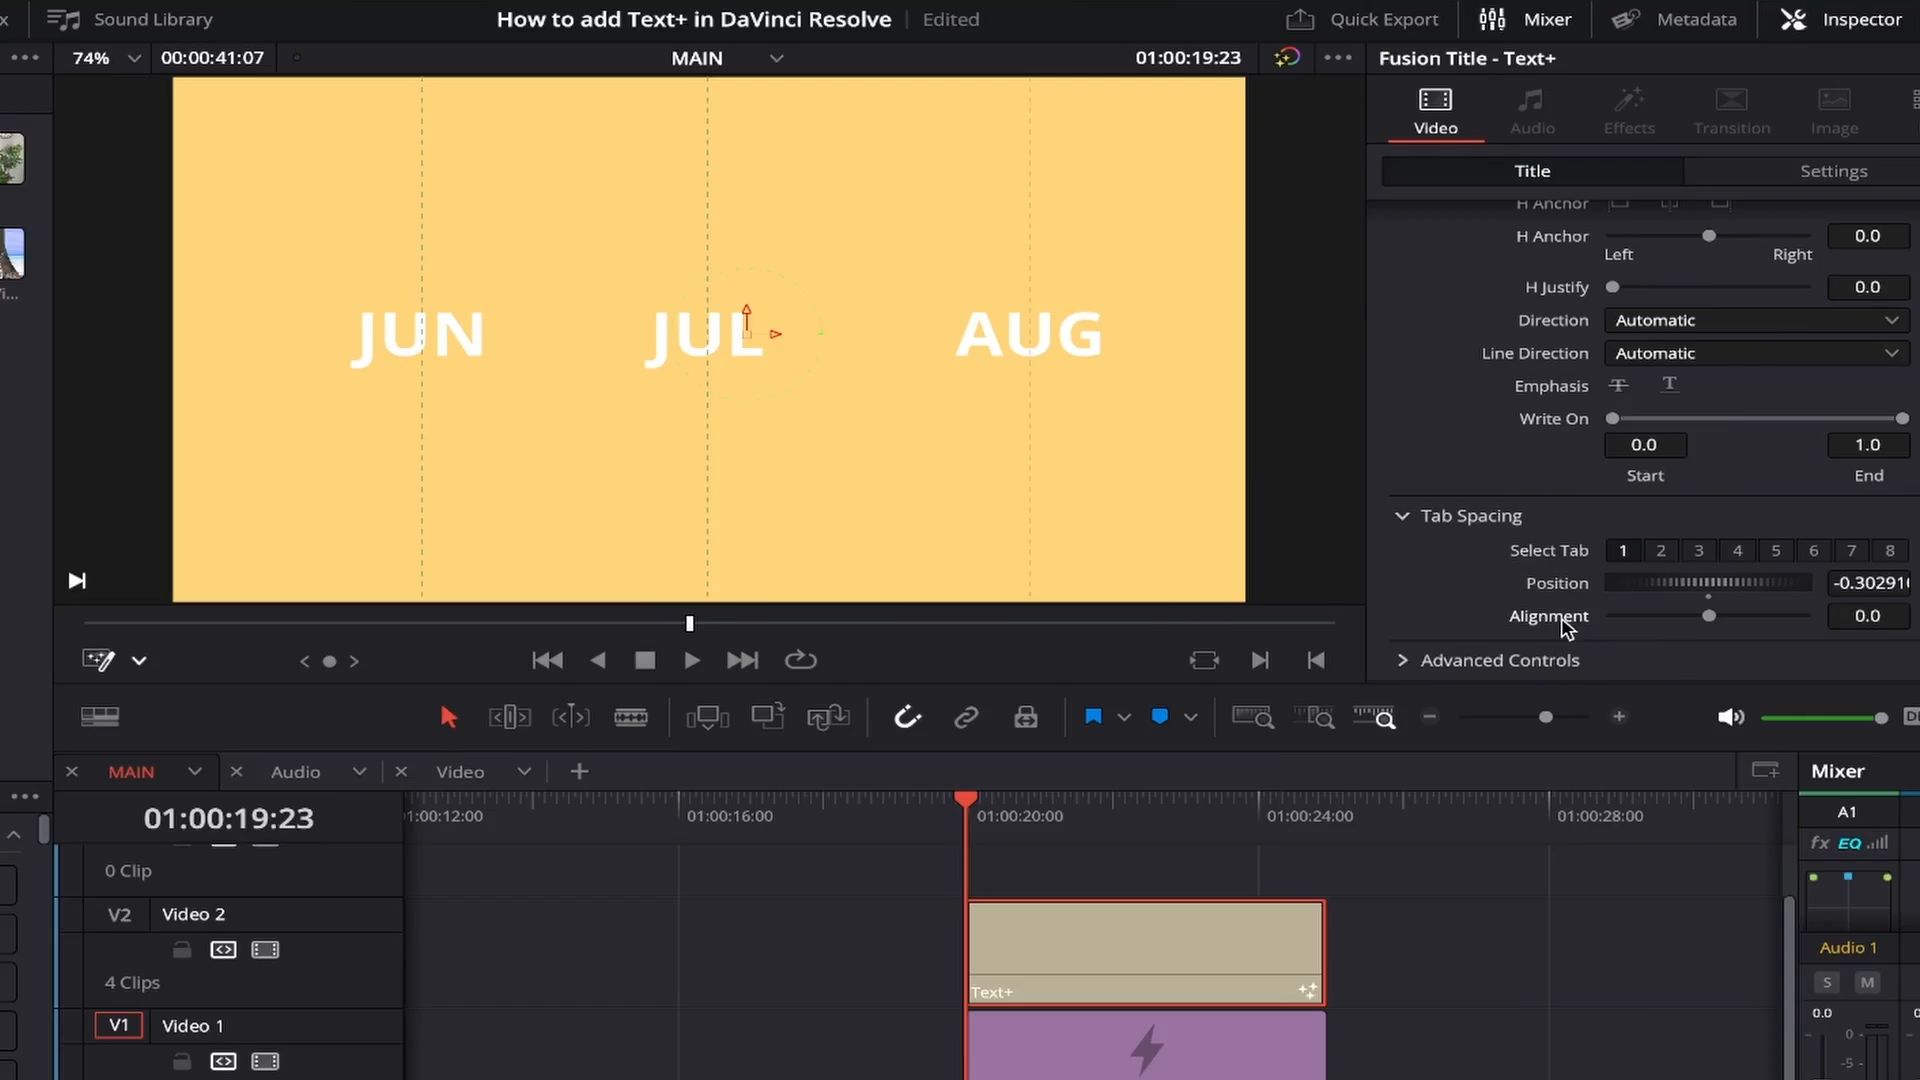 x Sound Library How to add Text+ in DaVinci Resolve Edited Quick Export Mixer Metadata Inspector
74% 00:00:41:07 MAIN 01:00:19:23 Fusion Title - Text+
Video Audio Effects Transition Image
Title Settings
H Anchor
H Anchor 0.0
Left Right
H Justify 0.0
Direction Automatic
Line Direction Automatic
Emphasis T T
Write On
0.0 1.0
Start End
JUN JUL AUG
i...
Tab Spacing
Select Tab 1 2 3 4 5 6 7 8
Position -0.30291
Alignment 0.0
Advanced Controls
MAIN Audio Video Mixer
01:00:19:23 1:00:12:00 01:00:16:00 01:00:20:00 01:00:24:00 01:00:28:00 A1
fx EQ
0 Clip
V2 Video 2
Audio 1
4 Clips Text+ S M
V1 Video 1 0.0
0
-5